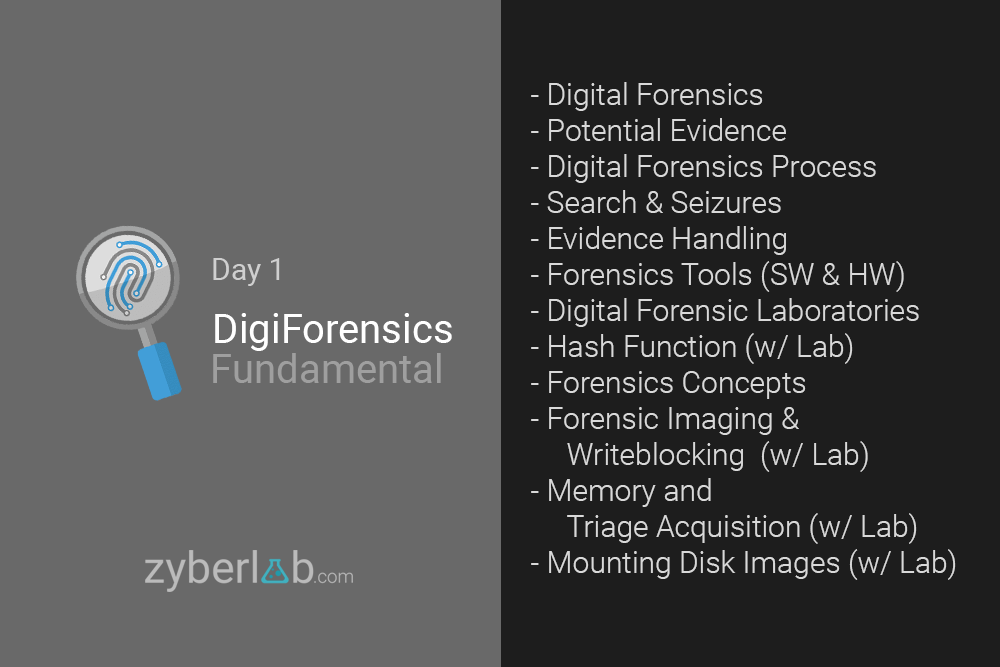 Day 1
DigiForensics
Fundamental
zyberlab.com
- Digital Forensics
- Potential Evidence
- Digital Forensics Process
- Search & Seizures
- Evidence Handling
- Forensics Tools (SW & HW)
- Digital Forensic Laboratories
- Hash Function (w/ Lab)
- Forensics Concepts
- Forensic Imaging &
Writeblocking (w/ Lab)
- Memory and
Triage Acquisition (w/ Lab)
- Mounting Disk Images (w/ Lab)